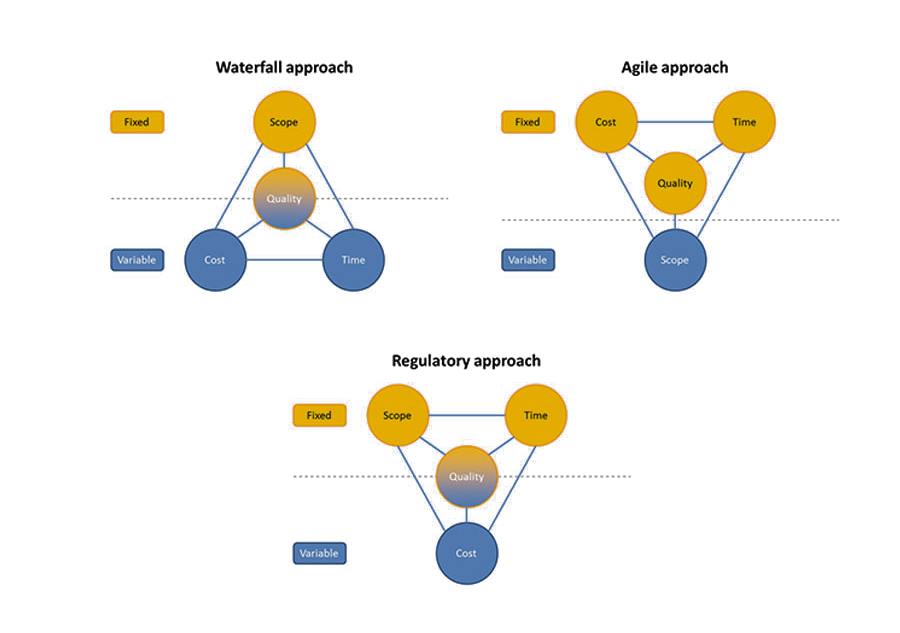 Waterfall approach
Fixed
Scope
Quality
Variable
Cost
Time
Agile approach
Fixed
Cost
Time
Quality
Variable
Scope
Regulatory approach
Fixed
Scope
Time
Quality
Variable
Cost